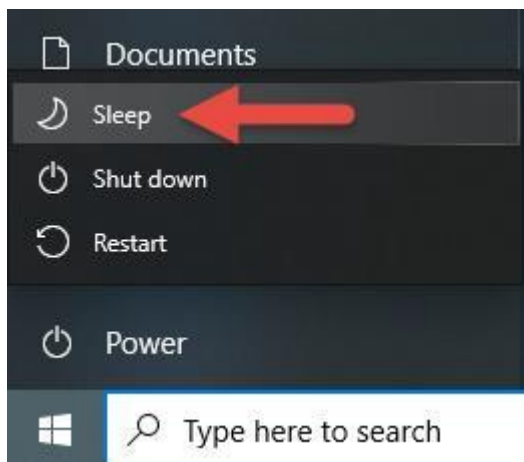 Documents
Sleep
Shut down
Restart
Power
Type here to search